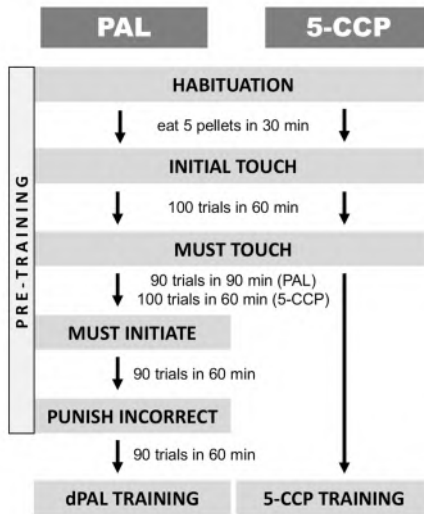 PAL
5-CCP
PRE-TRAINING
HABITUATION
eat 5 pellets in 30 min
INITIAL TOUCH
100 trials in 60 min
MUST TOUCH
90 trials in 90 min (PAL)
100 trials in 60 min (5-CCP)
MUST INITIATE
90 trials in 60 min
PUNISH INCORRECT
90 trials in 60 min
dPAL TRAINING
5-CCP TRAINING